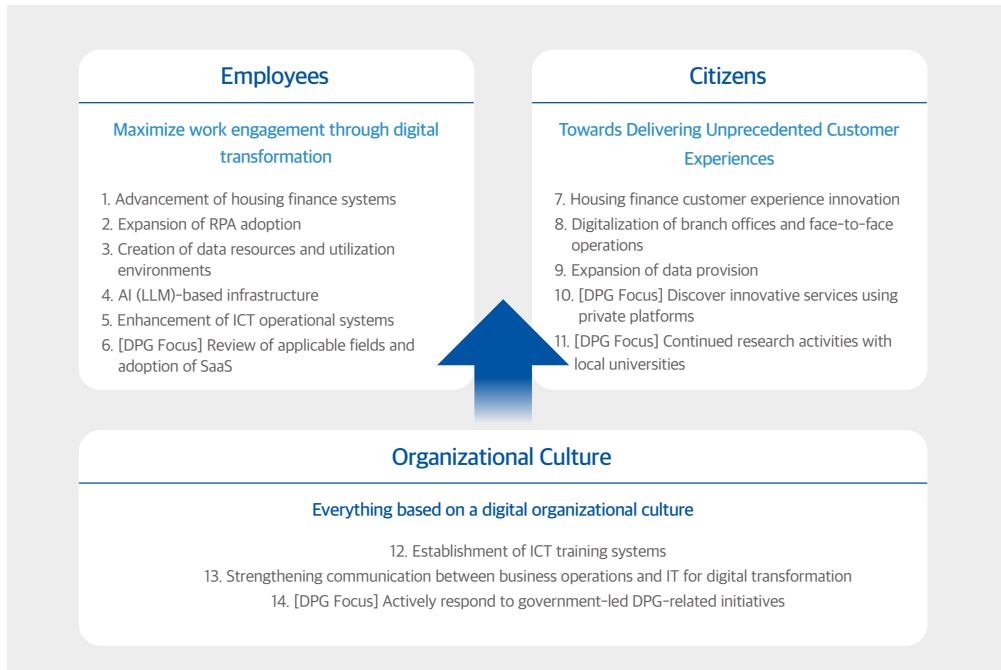 Employees
Maximize work engagement through digital
transformation
1. Advancement of housing finance systems
2. Expansion of RPA adoption
3. Creation of data resources and utilization
environments
4. AI (LLM)-based infrastructure
5. Enhancement of ICT operational systems
6. [DPG Focus] Review of applicable fields and
adoption of SaaS
Citizens
Towards Delivering Unprecedented Customer
Experiences
7. Housing finance customer experience innovation
8. Digitalization of branch offices and face-to-face
operations
9. Expansion of data provision
10. [DPG Focus] Discover innovative services using
private platforms
11. [DPG Focus] Continued research activities with
local universities
Organizational Culture
Everything based on a digital organizational culture
12. Establishment of ICT training systems
13. Strengthening communication between business operations and IT for digital transformation
14. [DPG Focus] Actively respond to government-led DPG-related initiatives